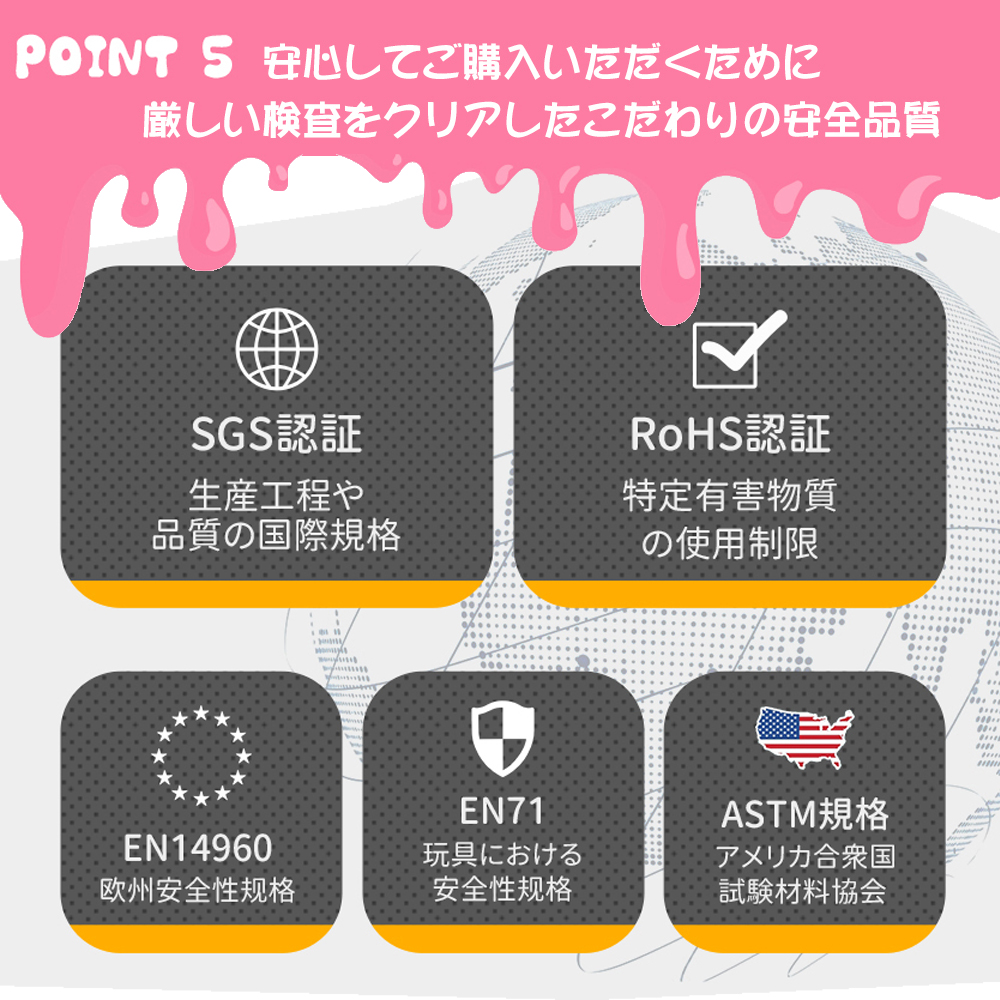 POINT 5 安心してご購入いただくために
厳しい検査をクリアしたこだわりの安全品質
SGS認証
生産工程や
品質の国際規格
RoHS認証
特定有害物質
の使用制限
EN14960
欧州安全性规格
EN71
玩具における
安全性规格
ASTM規格
アメリカ合衆国
試験材料協会